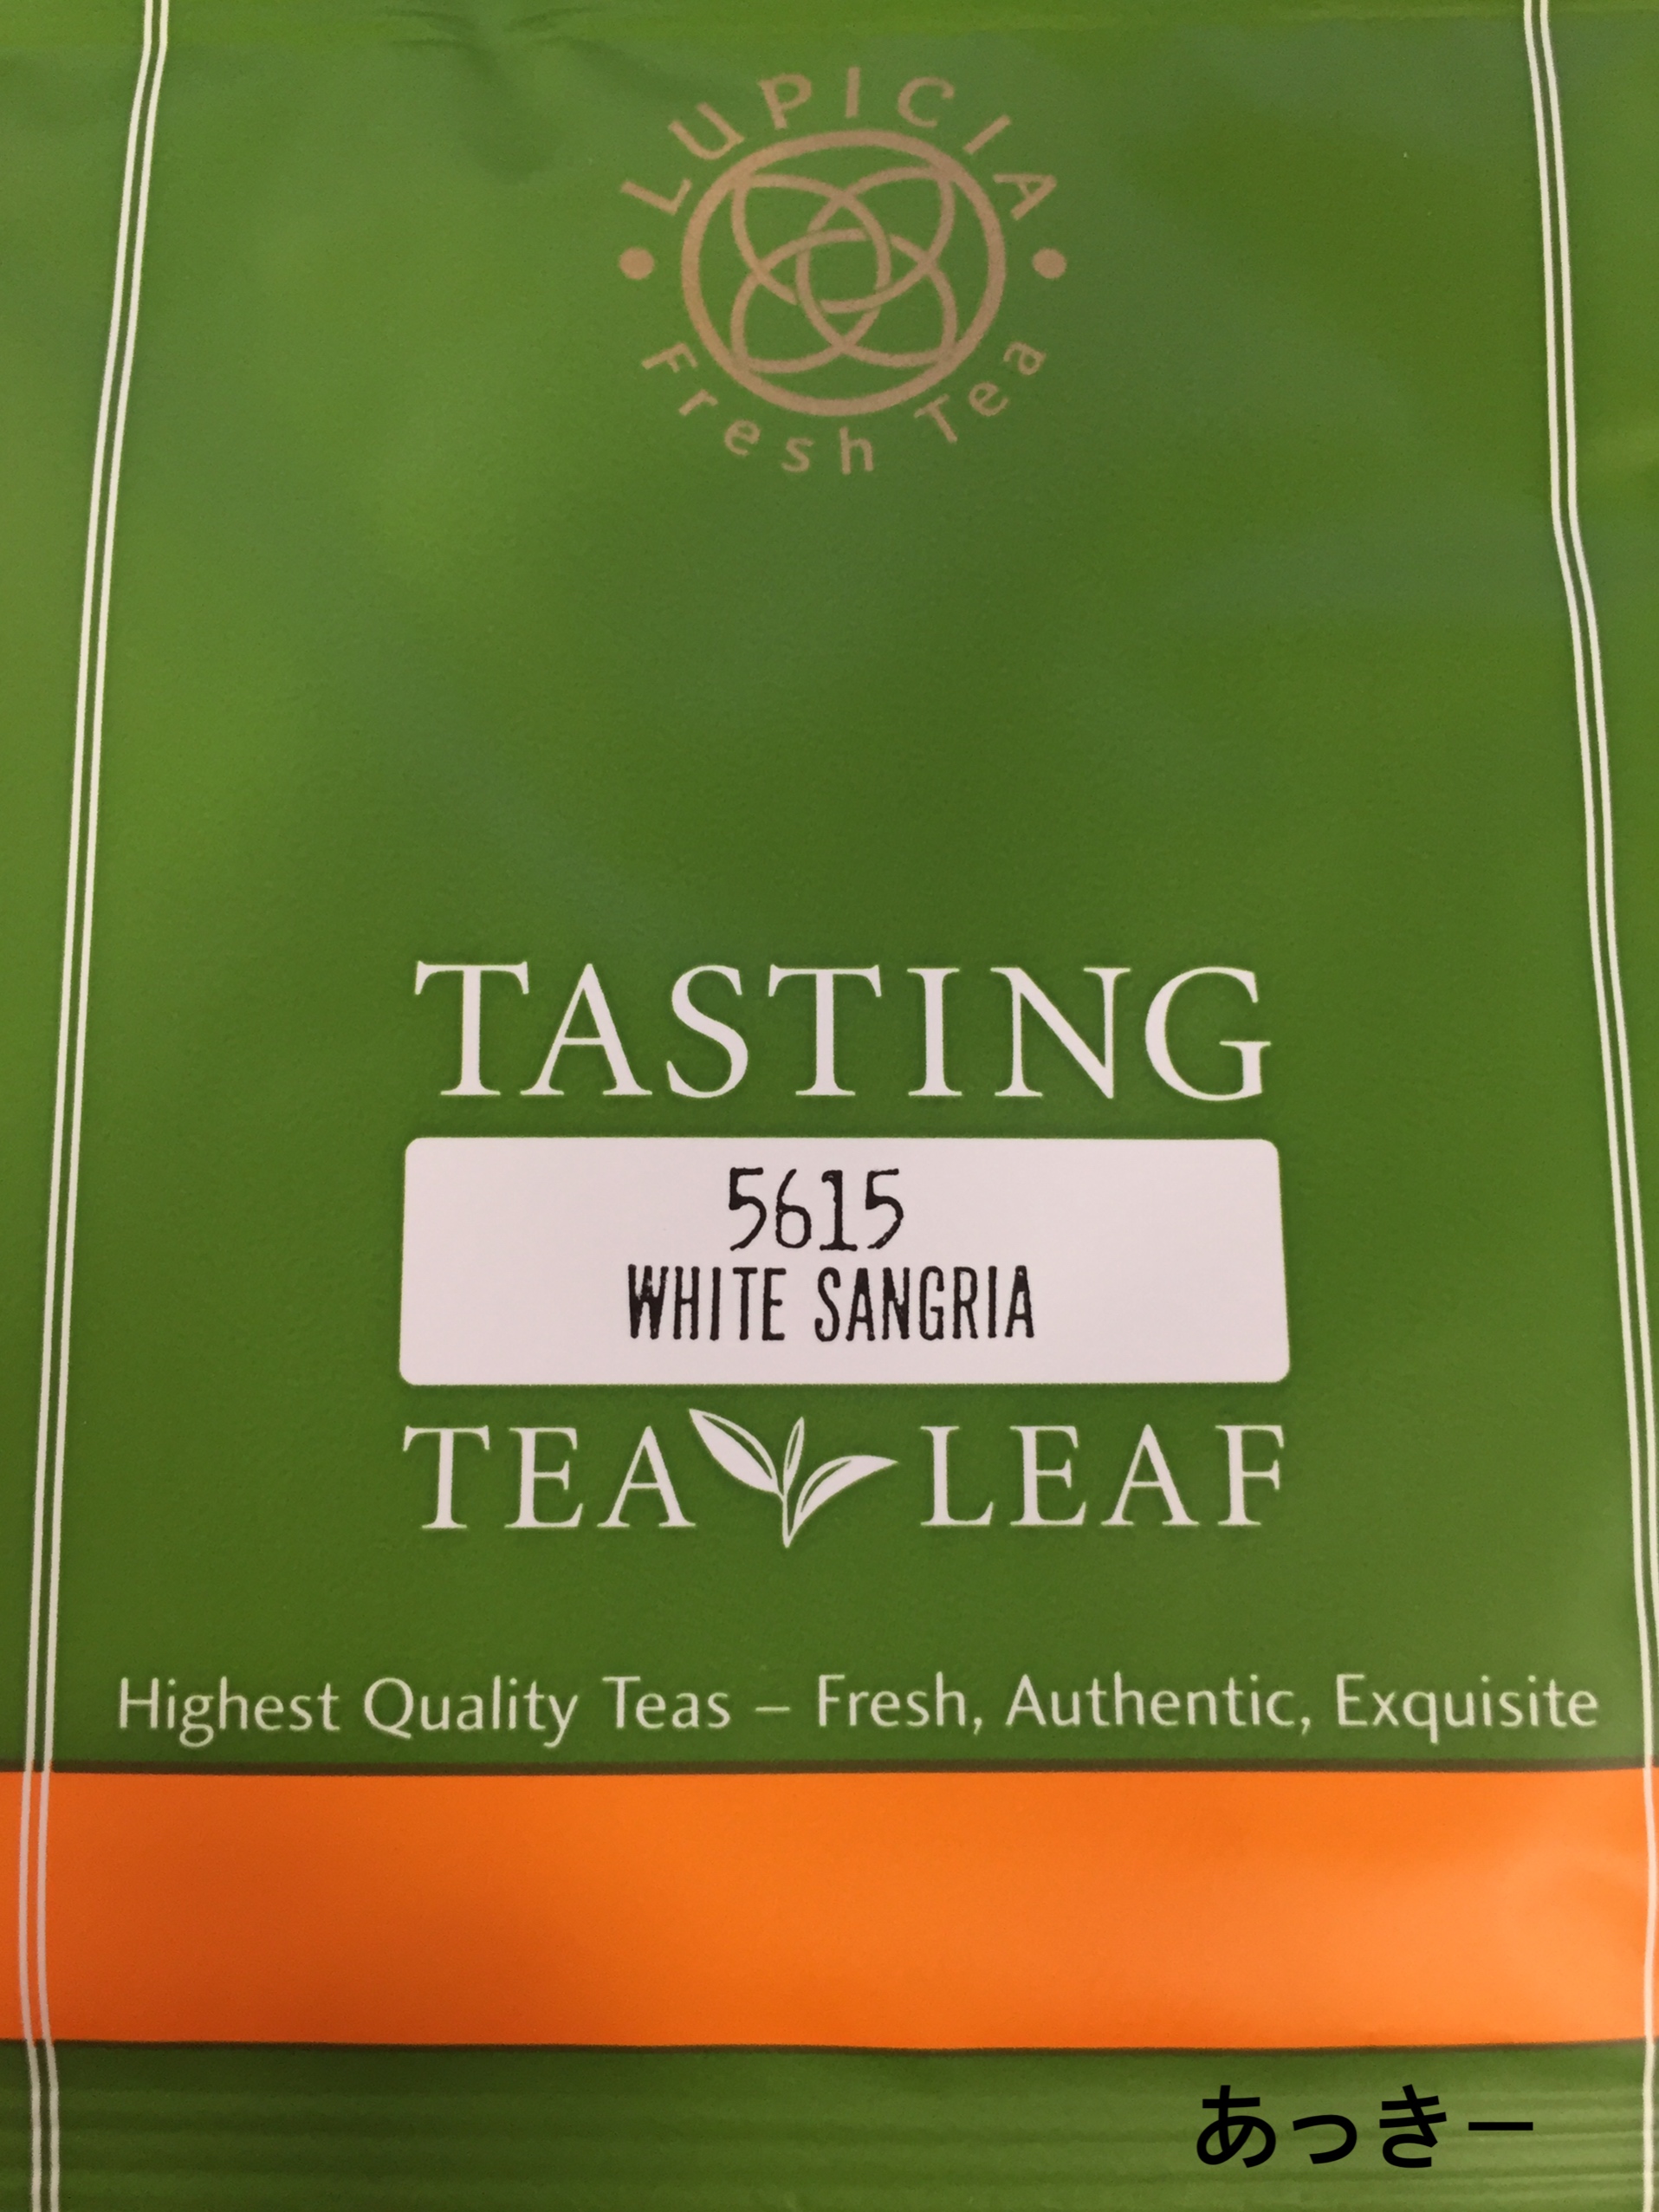 LUPICIA
Fresh Tea
TASTING
5615
WHITE SANGRIA
TEA LEAF
Highest Quality Teas – Fresh, Authentic, Exquisite
あっきー